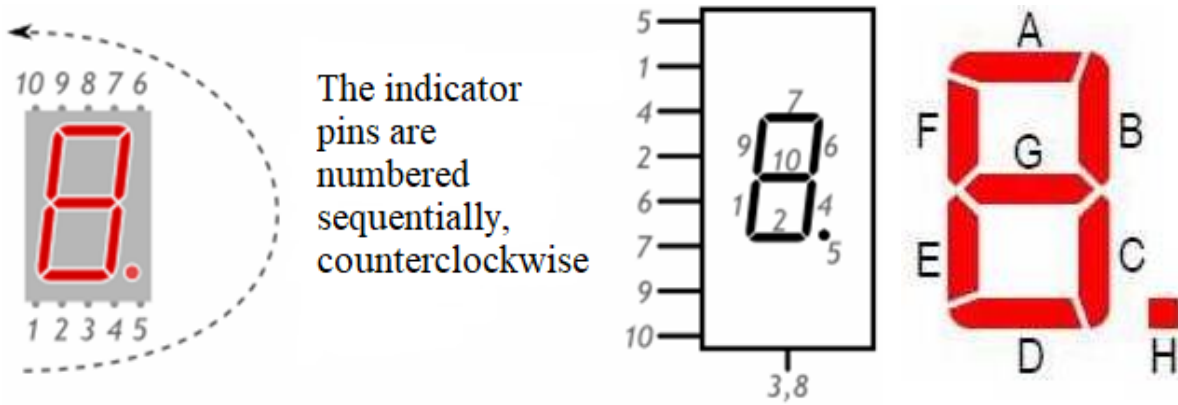 10 9 8 7 6
1 2 3 4 5
The indicator
pins are
numbered
sequentially,
counterclockwise
5
1
4
2
6
7
9
10
7
9 6
10
1 4
2
5
3,8
A
F B
G
E C
D H